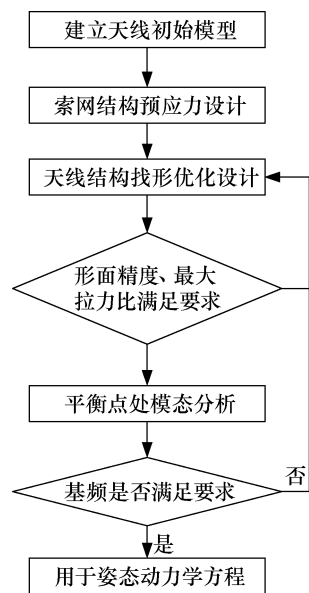 建立天线初始模型
索网结构预应力设计
天线结构找形优化设计
形面精度、最大
拉力比满足要求
平衡点处模态分析
基频是否满足要求
否
是
用于姿态动力学方程